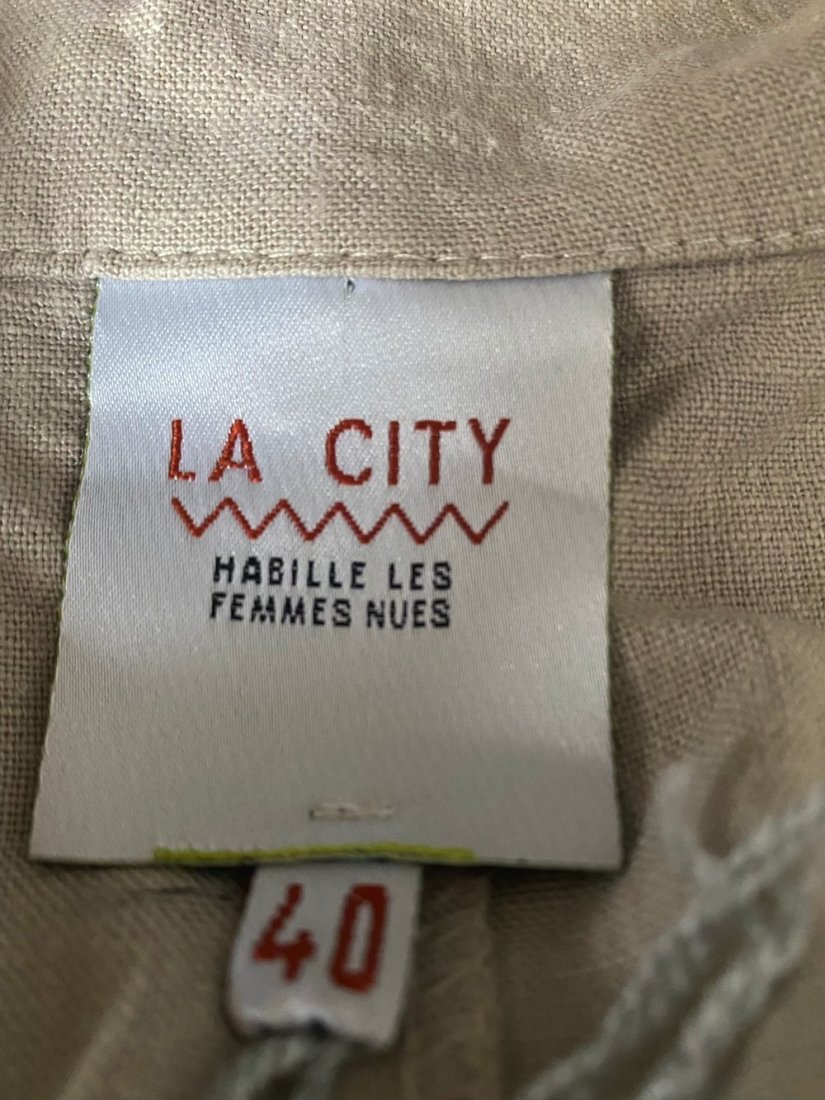 LA CITY
HABILLE LES
FEMMES NUES
40